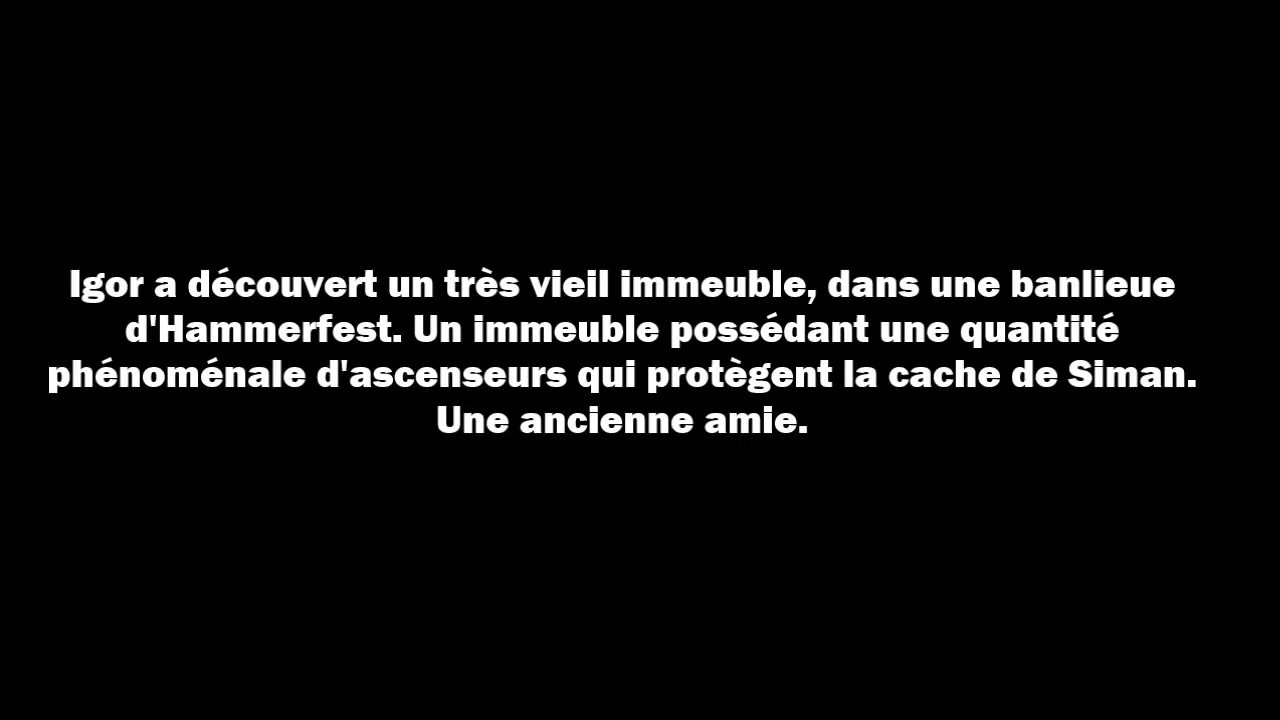 Igor a découvert un très vieil immeuble, dans une banlieue
d'Hammerfest. Un immeuble possédant une quantité
phénoménale d'ascenseurs qui protègent la cache de Siman.
Une ancienne amie.